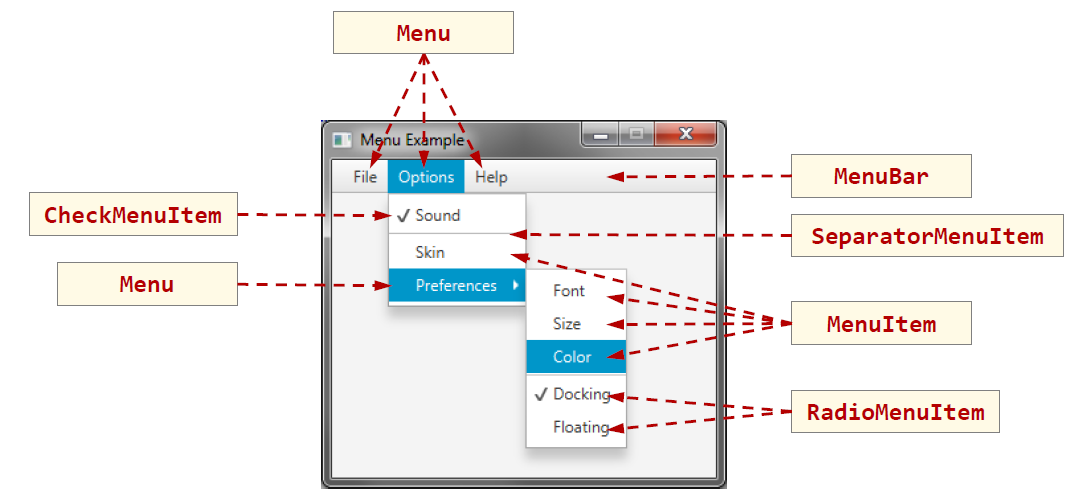 Menu
Menu Example
File Options Help
MenuBar
CheckMenuItem
✓ Sound
SeparatorMenuItem
Skin
Menu
Preferences
Font
MenuItem
Size
Color
✓ Docking
RadioMenuItem
Floating